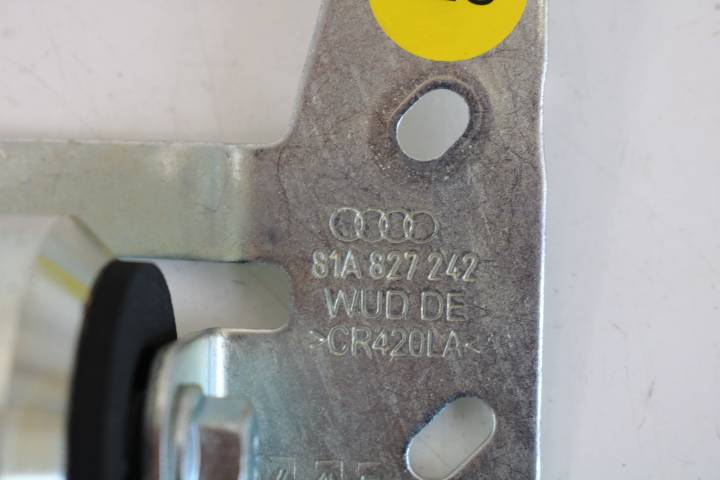 81A 827 242
WUD DE
>CR420LA<